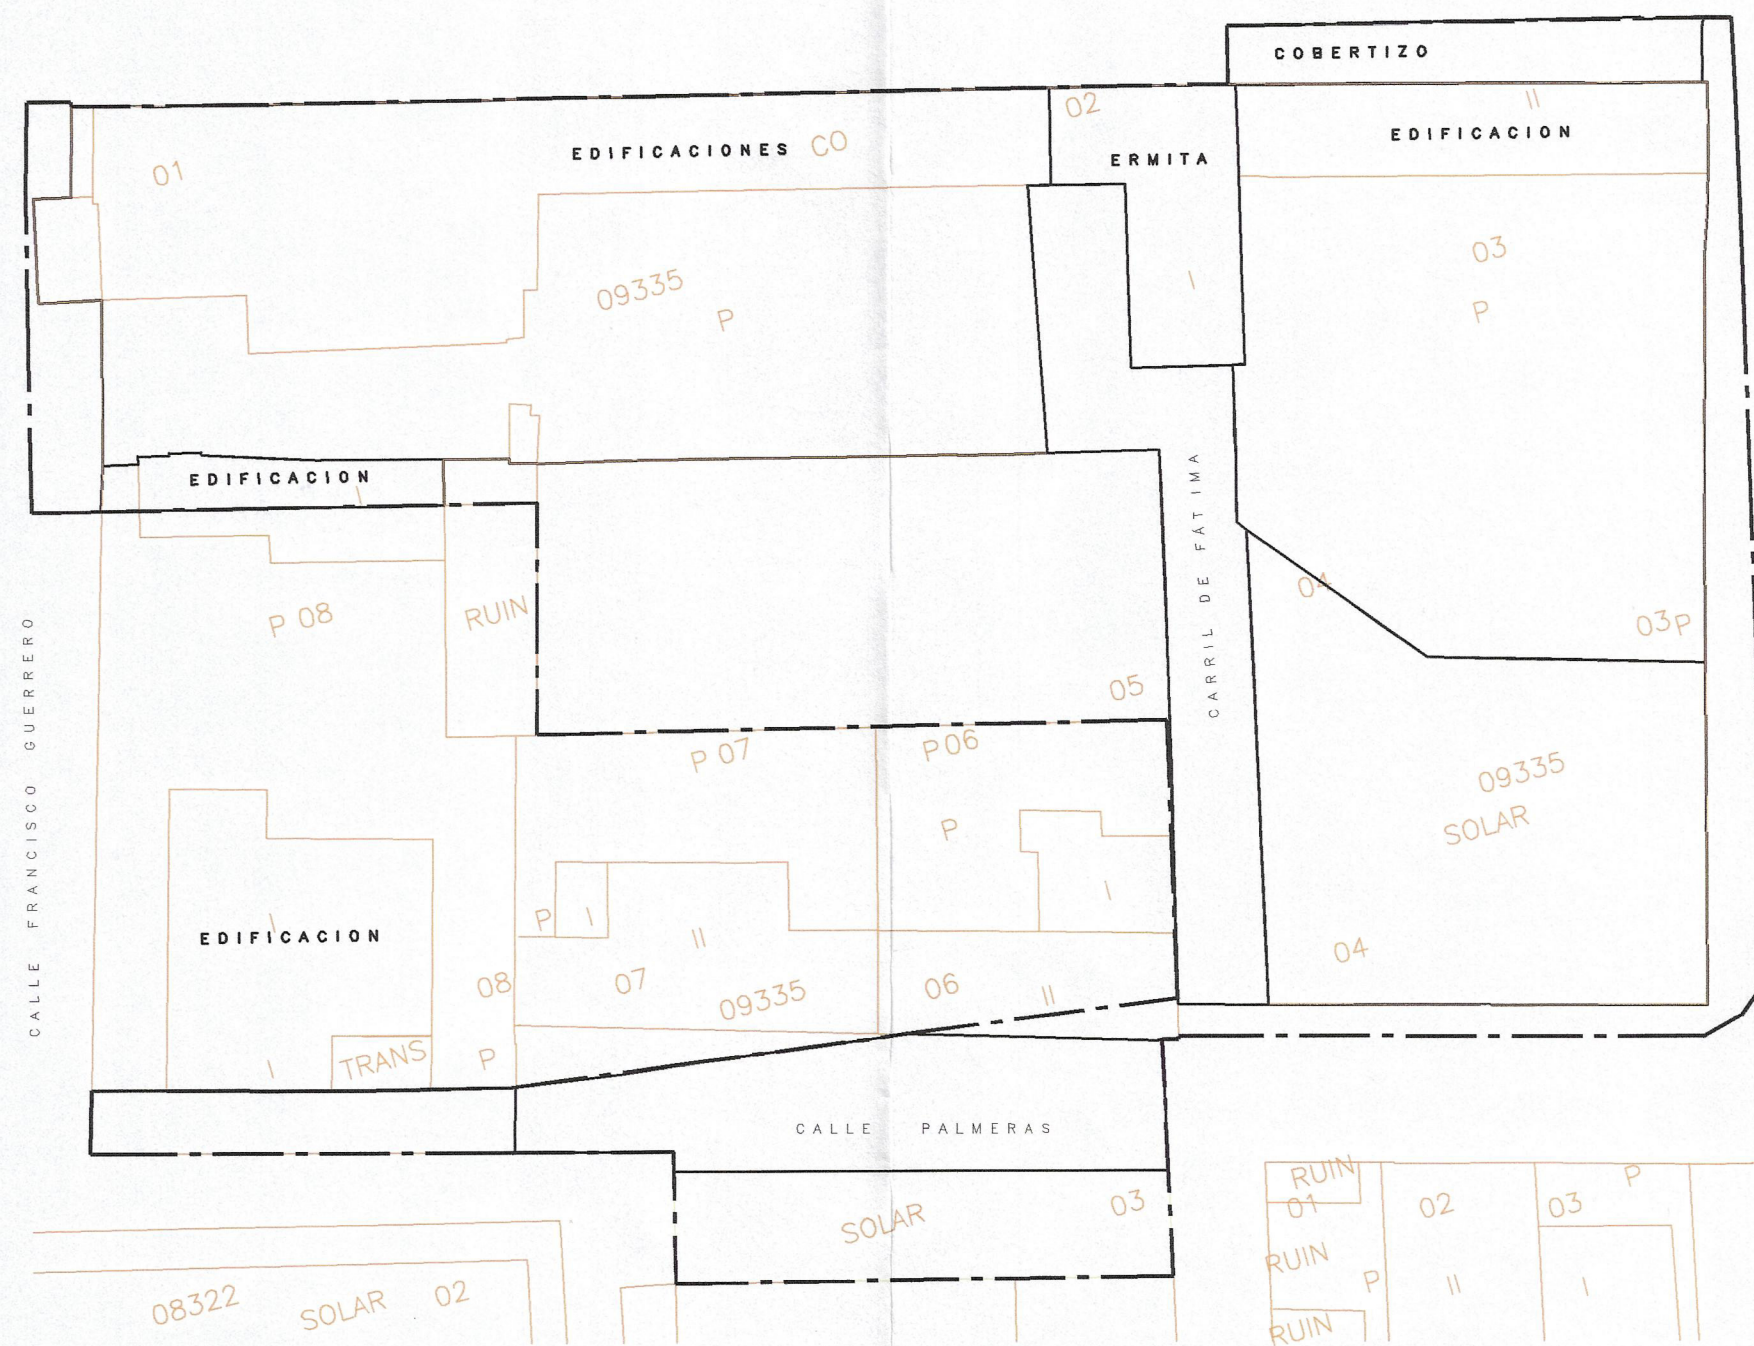 COBERTIZO
02
II
EDIFICACIONES CO
EDIFICACION
ERMITA
01
03
09335
I
P
P
EDIFICACION
I
CARRIL DE FÁTIMA
04
P 08
RUIN
03P
CALLE FRANCISCO GUERRERO
05
P 07
P06
09335
SOLAR
P
P
I
II
I
I
EDIFICACION
04
08
07
09335
06
II
I
TRANS
P
CALLE PALMERAS
RUIN
P
SOLAR
03
01
02
03
RUIN
P
II
I
08322
SOLAR
02
RUIN